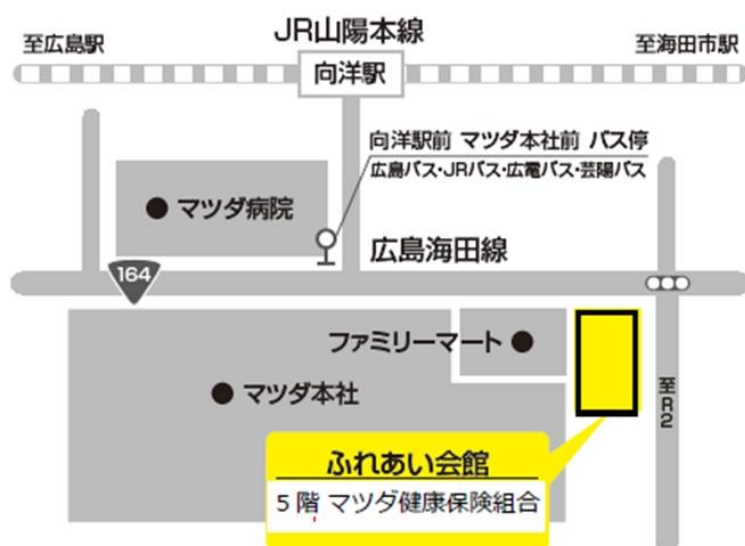 JR山陽本線
至広島駅
至海田市駅
向洋駅
向洋駅前 マツダ本社前 バス停
広島バス・JRバス・広電バス・芸陽バス
マツダ病院
広島海田線
164
ファミリーマート
マツダ本社
至R2
ふれあい会館
5階 マツダ健康保険組合